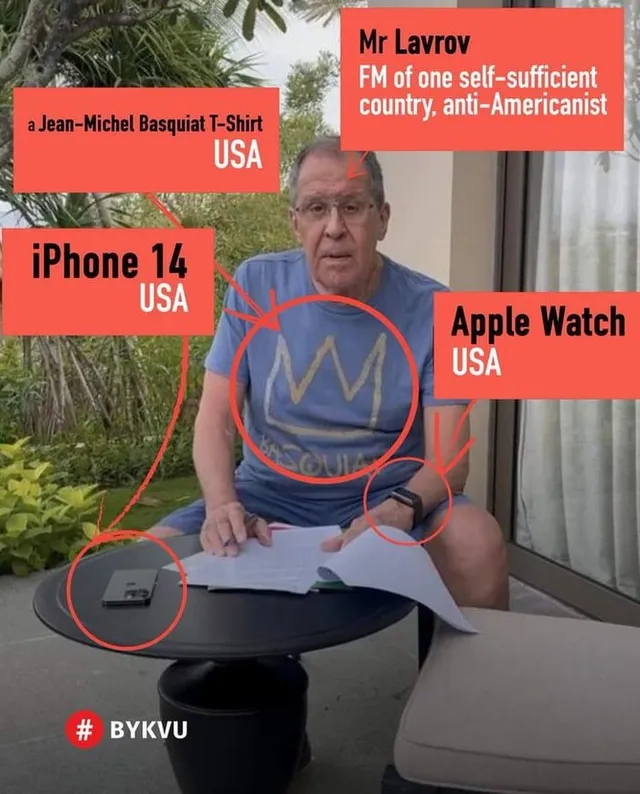 Mr Lavrov
FM of one self-sufficient
country, anti-Americanist
a Jean-Michel Basquiat T-Shirt
USA
iPhone 14
USA
Apple Watch
USA
BASQUIAT
# BYKVU